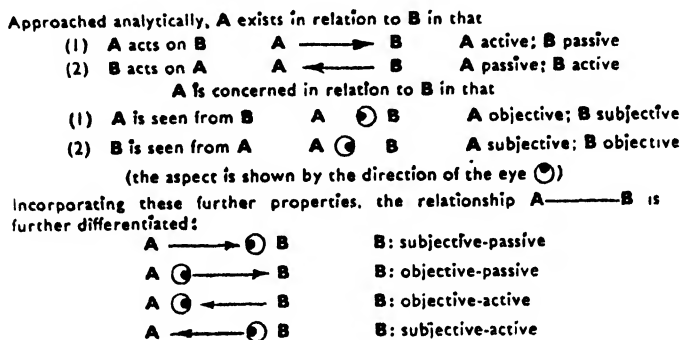 Approached analytically, A exists in relation to B in that
(1) A acts on B A B A active; B passive
(2) B acts on A A B A passive; B active
A is concerned in relation to B in that
(1) A is seen from B A B A objective; B subjective
(2) B is seen from A A B A subjective; B objective
(the aspect is shown by the direction of the eye )
Incorporating these further properties, the relationship A B is
further differentiated:
A B B: subjective-passive
A B B: objective-passive
A B B: objective-active
A B B: subjective-active